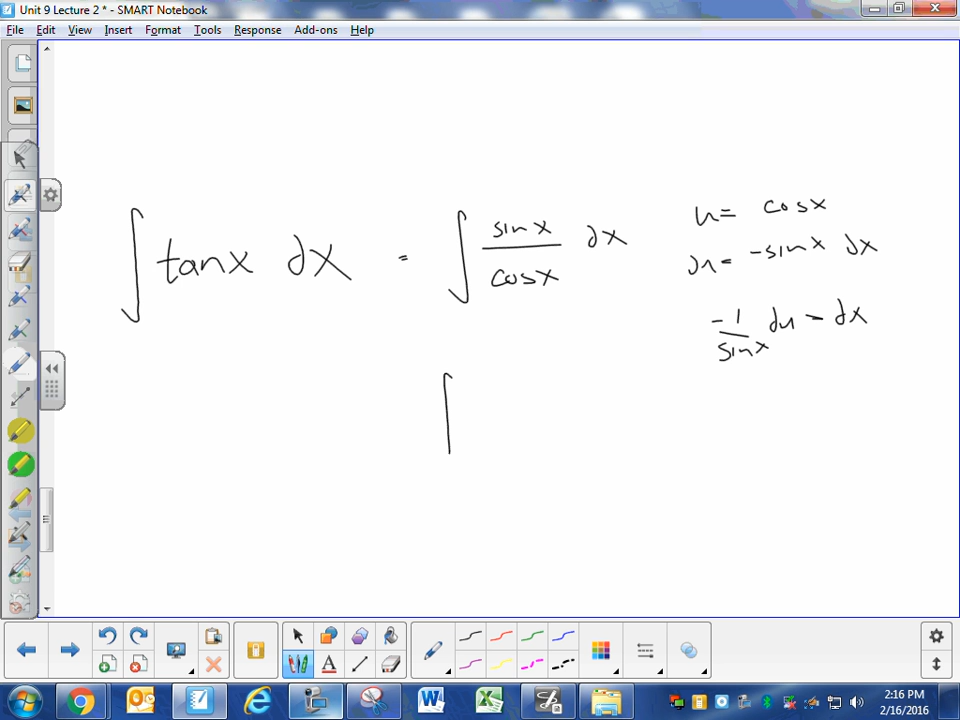 Unit 9 Lecture 2 * - SMART Notebook
File Edit View Insert Format Tools Response Add-ons Help
∫ tanx dx = ∫ sinx/cosx dx
u = cosx
du = -sinx dx
-1/sinx du = dx
∫
2:16 PM
2/16/2016